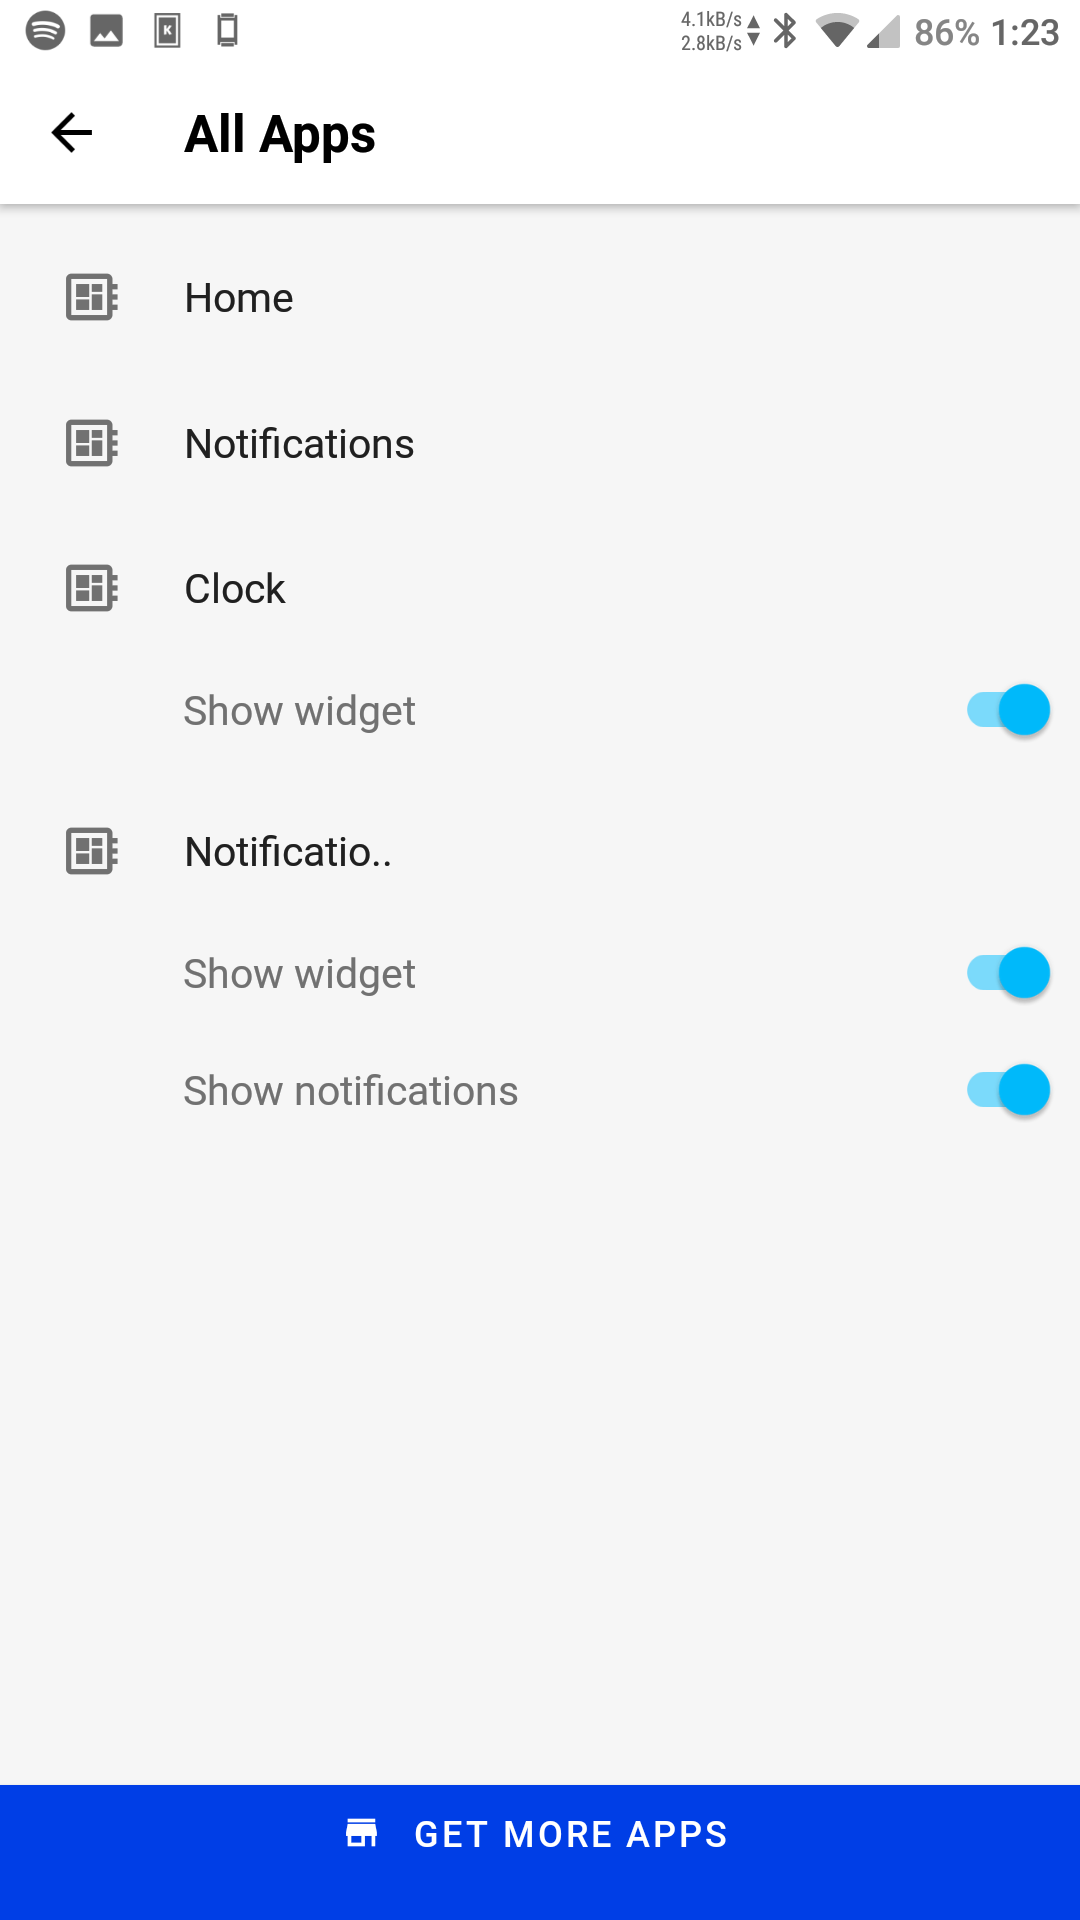 4.1kB/s
2.8kB/s
86% 1:23
All Apps
Home
Notifications
Clock
Show widget
Notificatio..
Show widget
Show notifications
GET MORE APPS